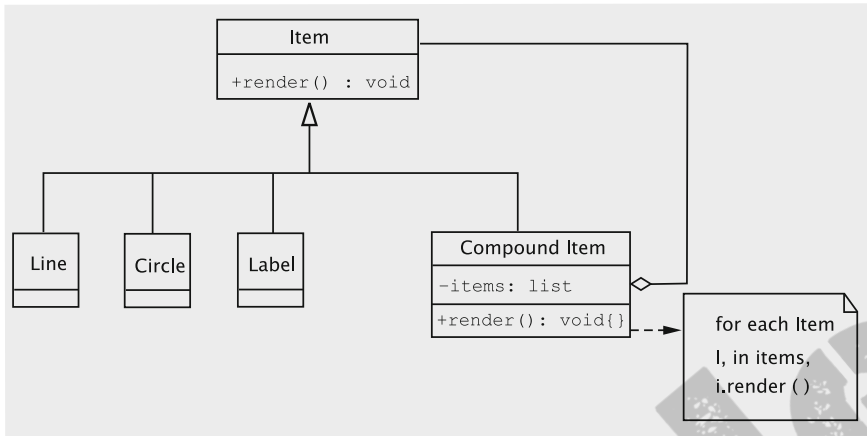 Item
+render() : void
Line
Circle
Label
Compound Item
-items: list
+render(): void{}
for each Item
I, in items,
i.render ()